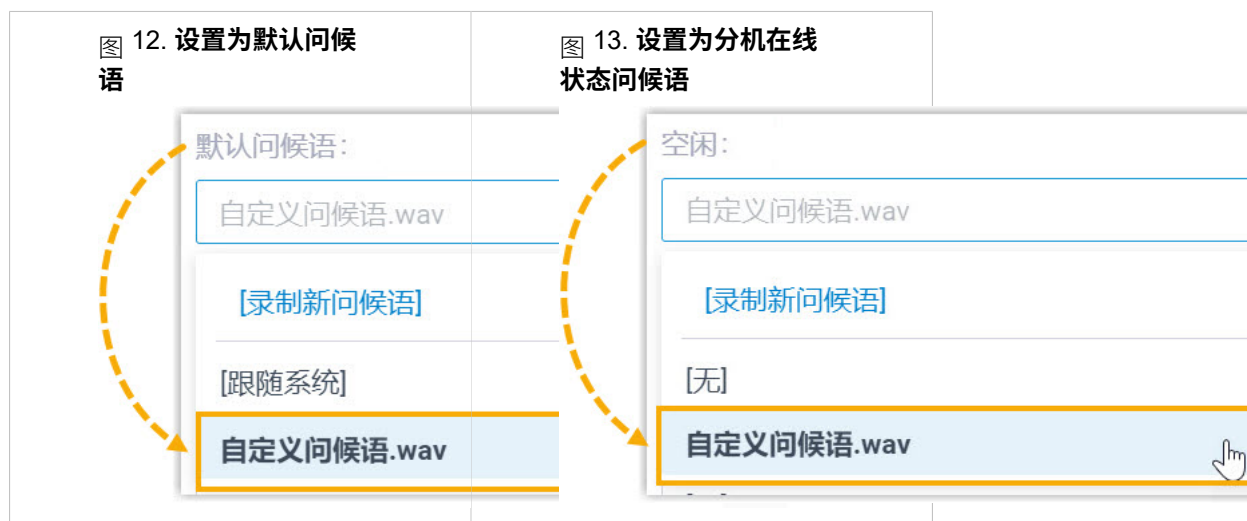 图 12. 设置为默认问候
语
默认问候语:
自定义问候语.wav
[录制新问候语]
[跟随系统]
自定义问候语.wav
图 13. 设置为分机在线
状态问候语
空闲:
自定义问候语.wav
[录制新问候语]
[无]
自定义问候语.wav